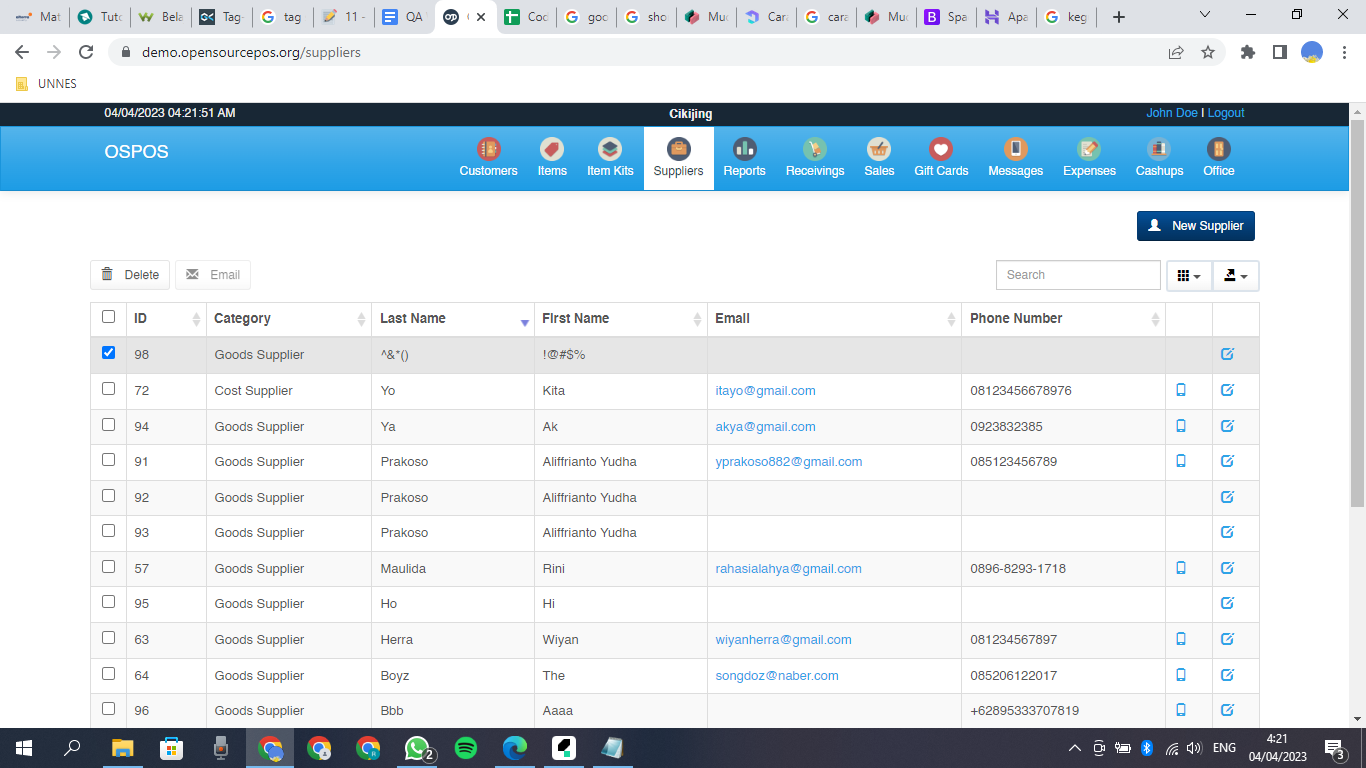 Mat Tuto Bela Tag- tag 11 - QA Cod goo sho Muc Cara cara Muc Spa Apa keg
demo.opensourcepos.org/suppliers
UNNES
04/04/2023 04:21:51 AM Cikijing John Doe | Logout
OSPOS Customers Items Item Kits Suppliers Reports Receivings Sales Gift Cards Messages Expenses Cashups Office
New Supplier
Delete Email Search
ID Category Last Name First Name Email Phone Number
98 Goods Supplier ^&*() !@#$%
72 Cost Supplier Yo Kita itayo@gmail.com 08123456678976
94 Goods Supplier Ya Ak akya@gmail.com 0923832385
91 Goods Supplier Prakoso Aliffrianto Yudha yprakoso882@gmail.com 085123456789
92 Goods Supplier Prakoso Aliffrianto Yudha
93 Goods Supplier Prakoso Aliffrianto Yudha
57 Goods Supplier Maulida Rini rahasialahya@gmail.com 0896-8293-1718
95 Goods Supplier Ho Hi
63 Goods Supplier Herra Wiyan wiyanherra@gmail.com 081234567897
64 Goods Supplier Boyz The songdoz@naber.com 085206122017
96 Goods Supplier Bbb Aaaa +62895333707819
2 ENG 4:21 3
04/04/2023